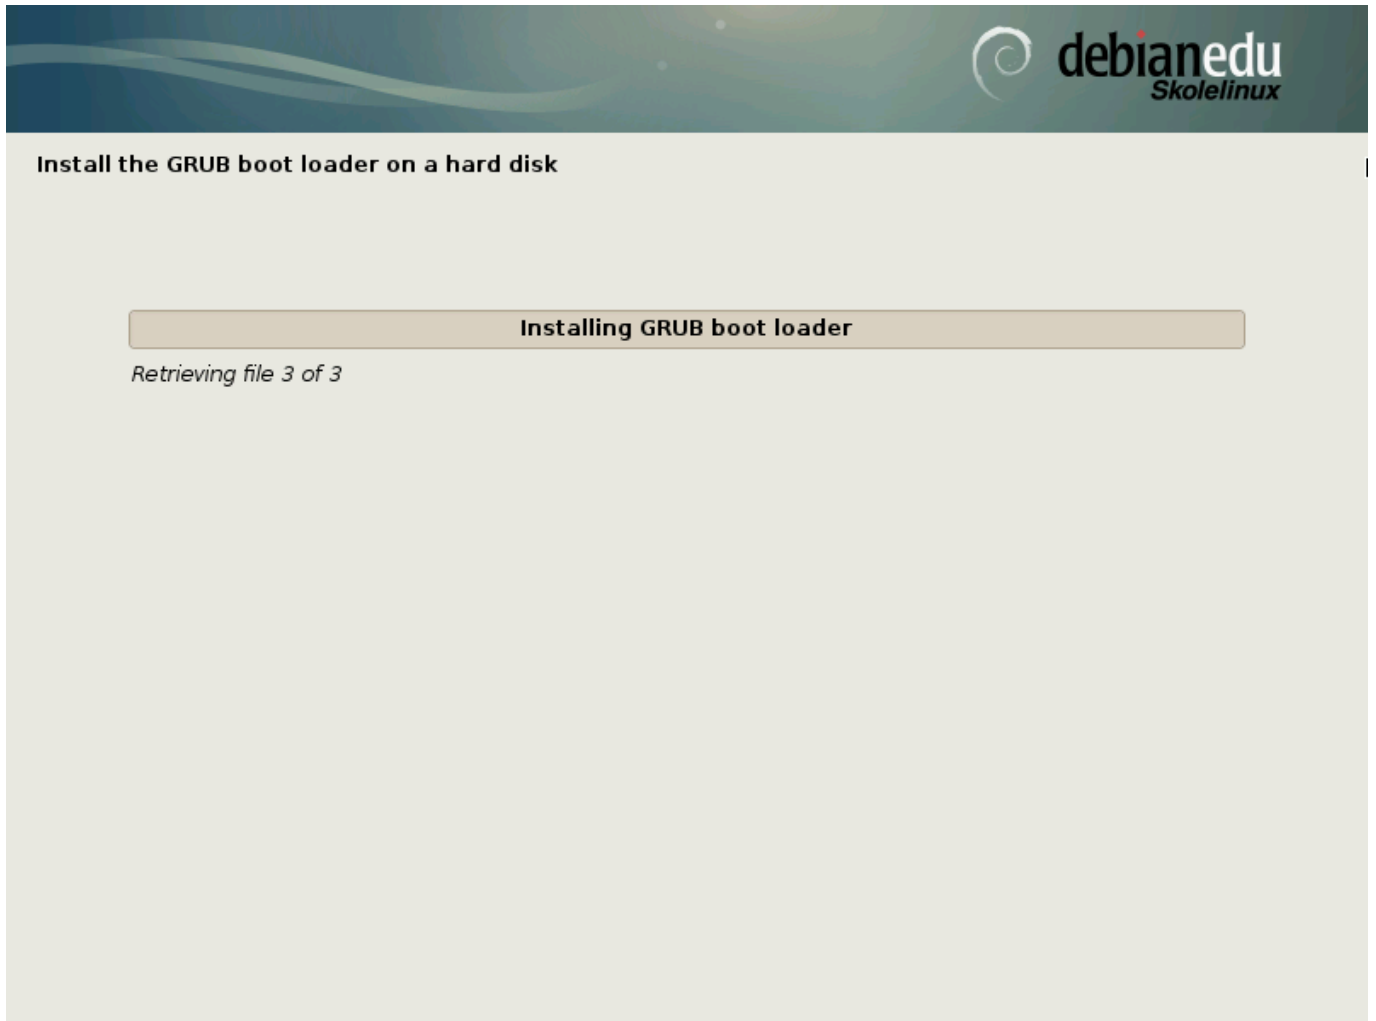 debianedu
Skolelinux
Install the GRUB boot loader on a hard disk
Installing GRUB boot loader
Retrieving file 3 of 3